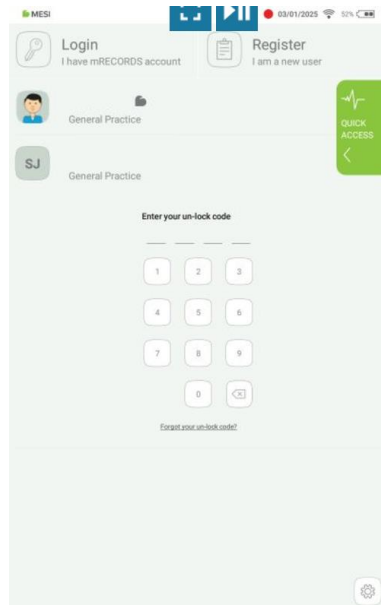 MESI 03/01/2025 52%
Login
I have mRECORDS account
Register
I am a new user
General Practice
QUICK
ACCESS
SJ
General Practice
Enter your un-lock code
1 2 3
4 5 6
7 8 9
0
Forgot your un-lock code?